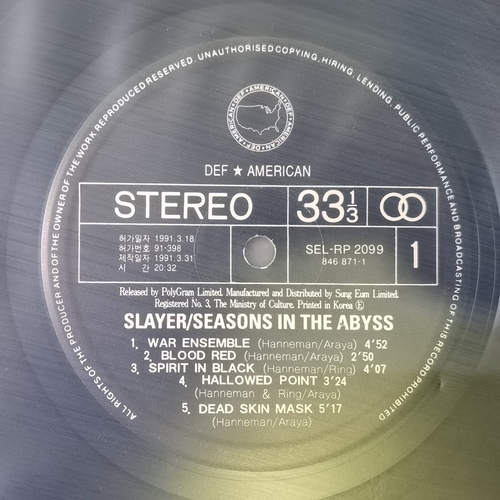 ALL RIGHTS OF THE PRODUCER AND OF THE OWNER OF THE WORK REPRODUCED RESERVED. UNAUTHORISED COPYING, HIRING, LENDING, PUBLIC PERFORMANCE AND BROADCASTING OF THIS RECORD PROHIBITED
DEF•AMERICAN•DEF•AMERICAN•DEF•AMERICAN•
DEF ★ AMERICAN
STEREO 33⅓
허가일자 1991.3.18
허가번호 91-398
제작일자 1991.3.31
시 간 20:32
SEL-RP 2099
846 871-1
1
Released by PolyGram Limited. Manufactured and Distributed by Sung Eum Limited.
Registered No. 3, The Ministry of Culture. Printed in Korea Ⓔ
SLAYER/SEASONS IN THE ABYSS
1. WAR ENSEMBLE (Hanneman/Araya) 4'52
2. BLOOD RED (Hanneman/Araya) 2'50
3. SPIRIT IN BLACK (Hanneman/Ring) 4'07
4. HALLOWED POINT 3'24
(Hanneman & Ring/Araya)
5. DEAD SKIN MASK 5'17
(Hanneman/Araya)